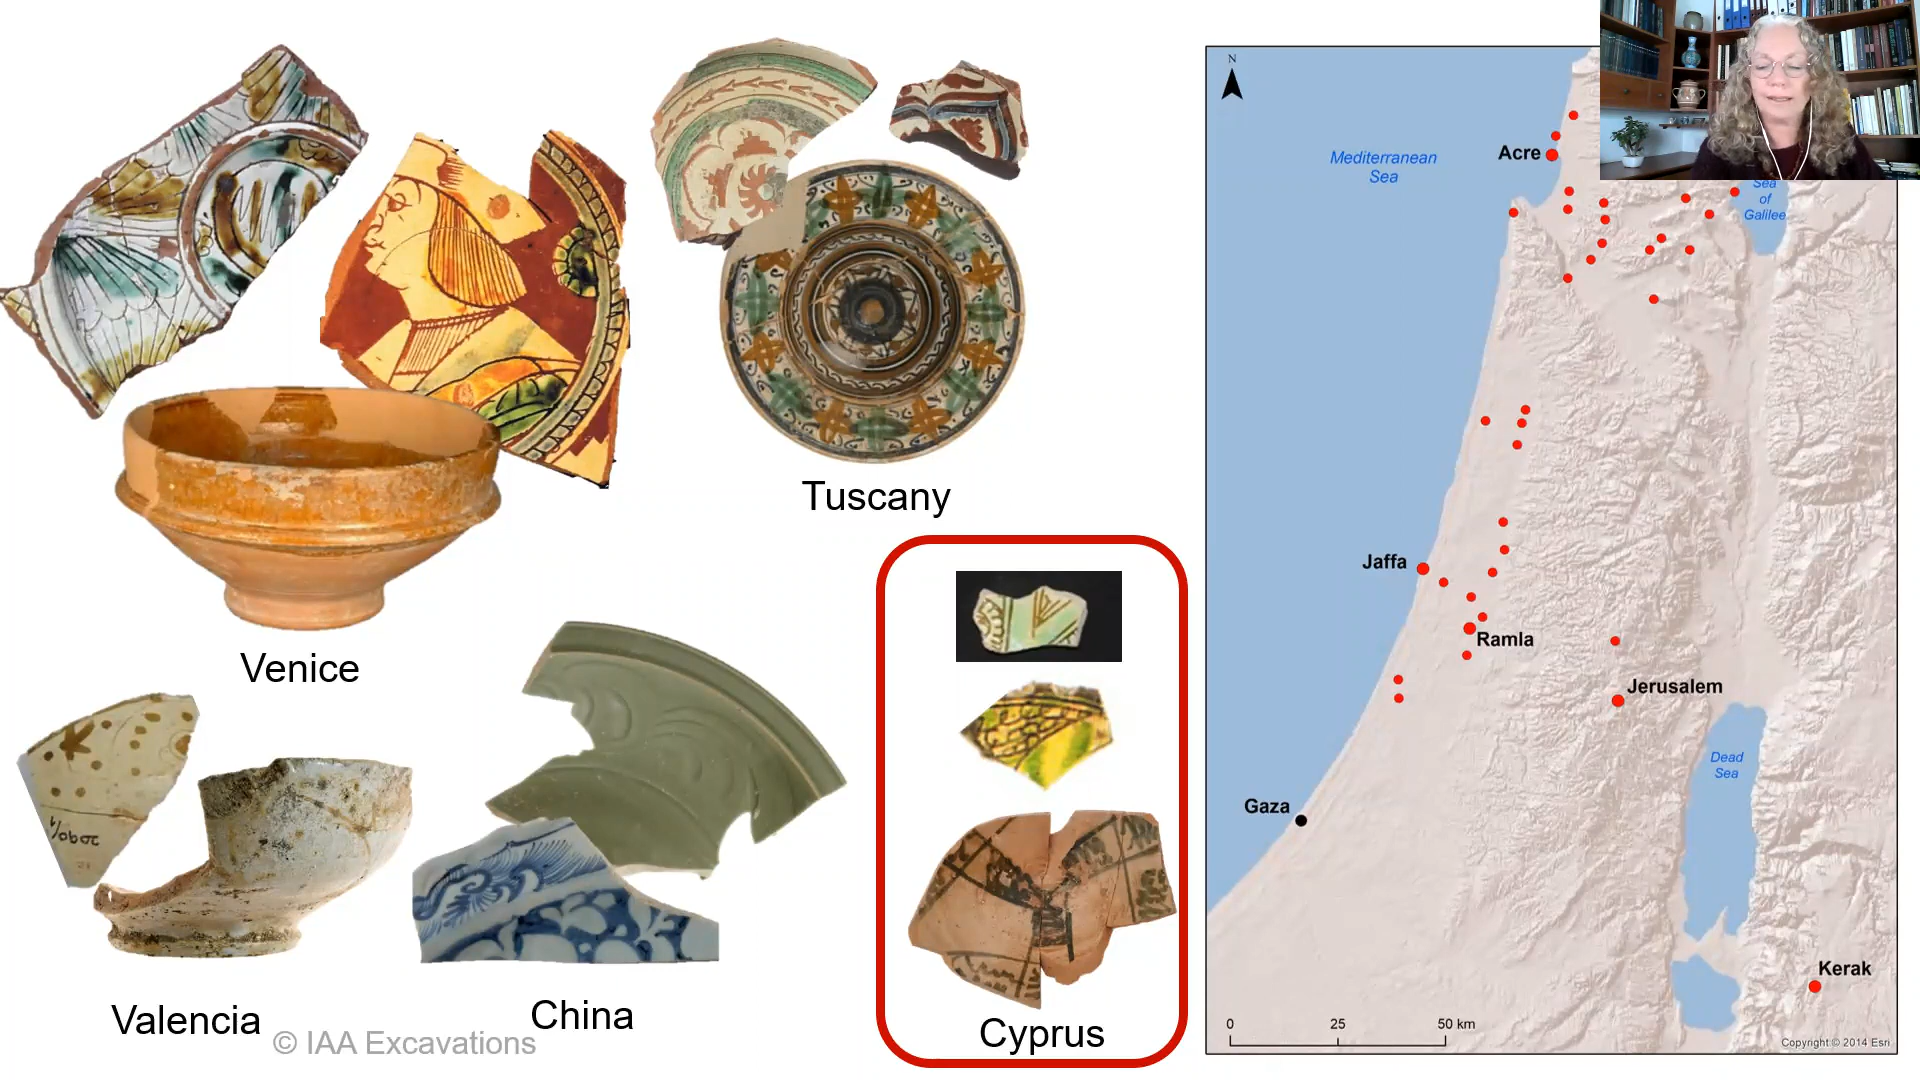 Venice
Tuscany
Valencia
China
Cyprus
© IAA Excavations
N
Mediterranean
Sea
Acre
Sea
of
Galilee
Jaffa
Ramla
Jerusalem
Dead
Sea
Gaza
Kerak
0 25 50 km
Copyright © 2014 Esri